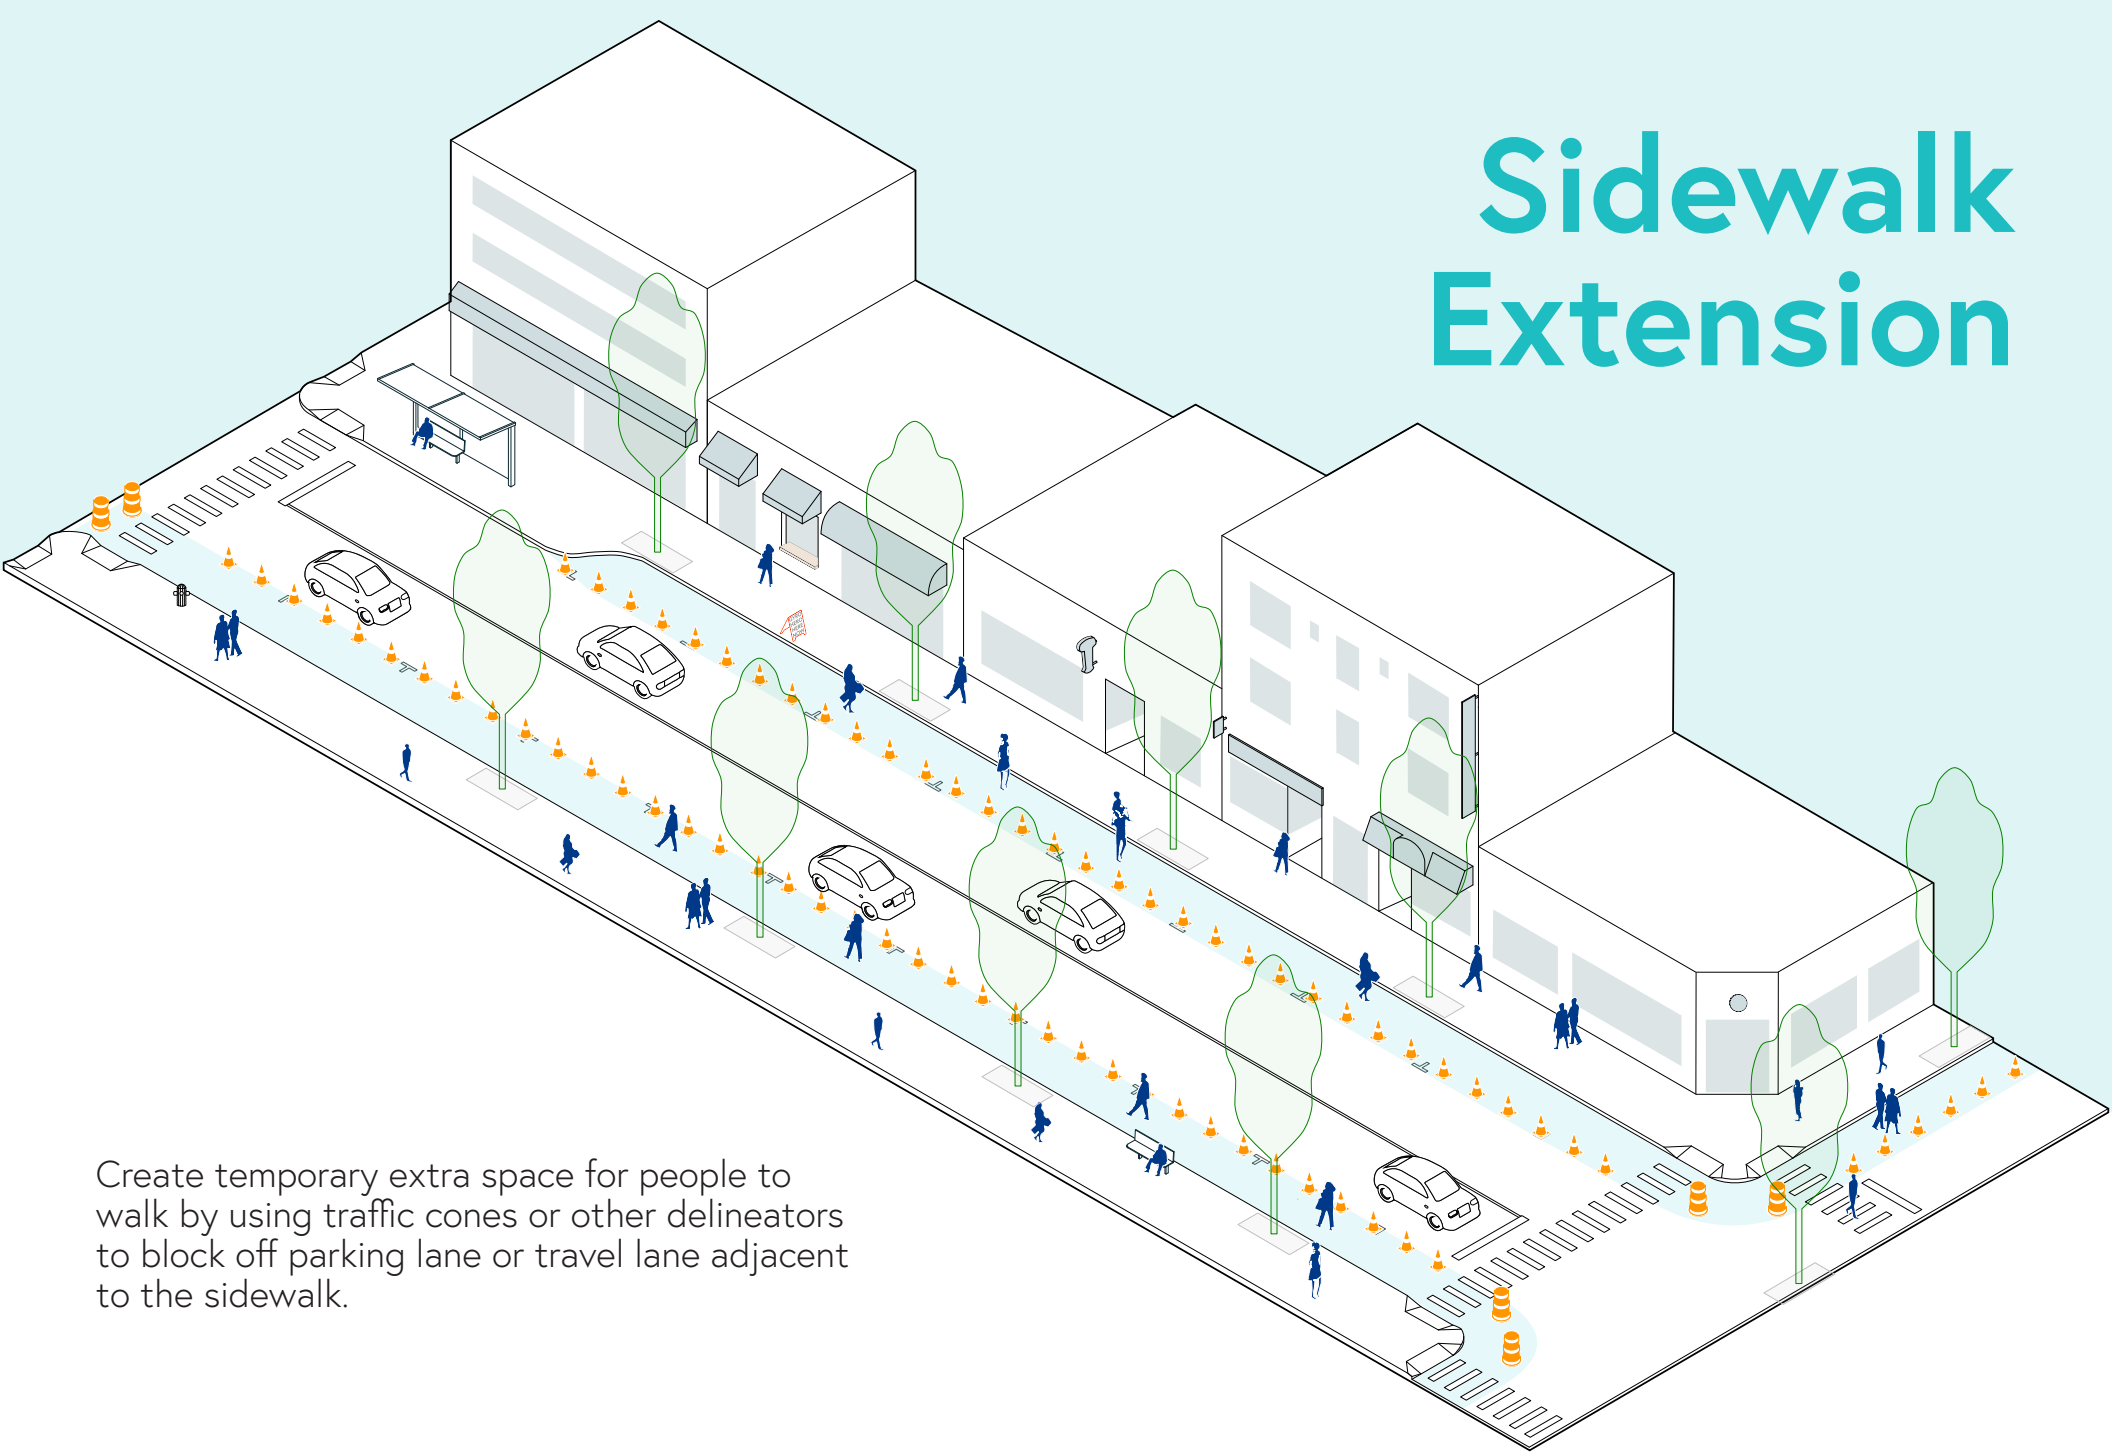 Sidewalk
Extension
Create temporary extra space for people to
walk by using traffic cones or other delineators
to block off parking lane or travel lane adjacent
to the sidewalk.